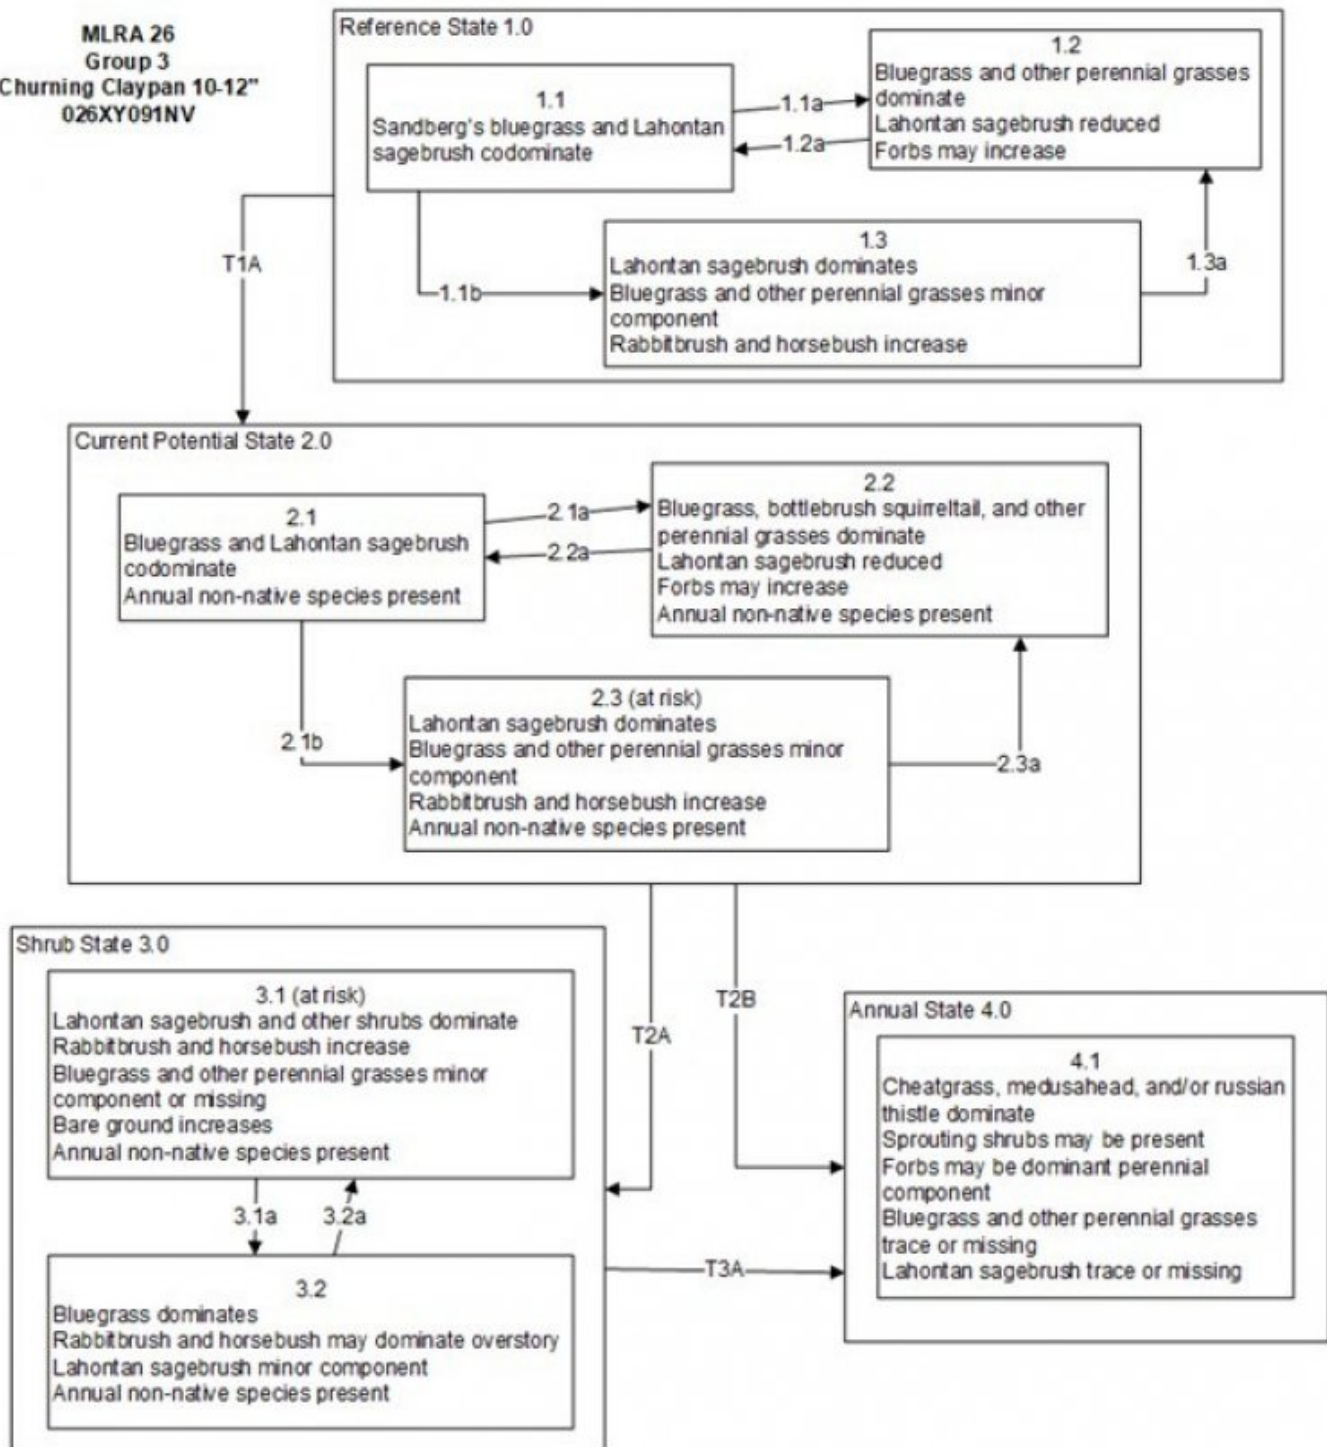 MLRA 26
Group 3
Churning Claypan 10-12"
026XY091NV
Reference State 1.0
1.1
Sandberg's bluegrass and Lahontan
sagebrush codominate
1.1a
1.2a
1.2
Bluegrass and other perennial grasses
dominate
Lahontan sagebrush reduced
Forbs may increase
1.3
Lahontan sagebrush dominates
Bluegrass and other perennial grasses minor
component
Rabbitbrush and horsebush increase
1.1b
1.3a
T1A
Current Potential State 2.0
2.1
Bluegrass and Lahontan sagebrush
codominate
Annual non-native species present
2.1a
2.2a
2.2
Bluegrass, bottlebrush squirreltail, and other
perennial grasses dominate
Lahontan sagebrush reduced
Forbs may increase
Annual non-native species present
2.3 (at risk)
Lahontan sagebrush dominates
Bluegrass and other perennial grasses minor
component
Rabbitbrush and horsebush increase
Annual non-native species present
2.1b
2.3a
T2A
T2B
Shrub State 3.0
3.1 (at risk)
Lahontan sagebrush and other shrubs dominate
Rabbitbrush and horsebush increase
Bluegrass and other perennial grasses minor
component or missing
Bare ground increases
Annual non-native species present
3.1a
3.2a
3.2
Bluegrass dominates
Rabbitbrush and horsebush may dominate overstory
Lahontan sagebrush minor component
Annual non-native species present
T3A
Annual State 4.0
4.1
Cheatgrass, medusahead, and/or russian
thistle dominate
Sprouting shrubs may be present
Forbs may be dominant perennial
component
Bluegrass and other perennial grasses
trace or missing
Lahontan sagebrush trace or missing